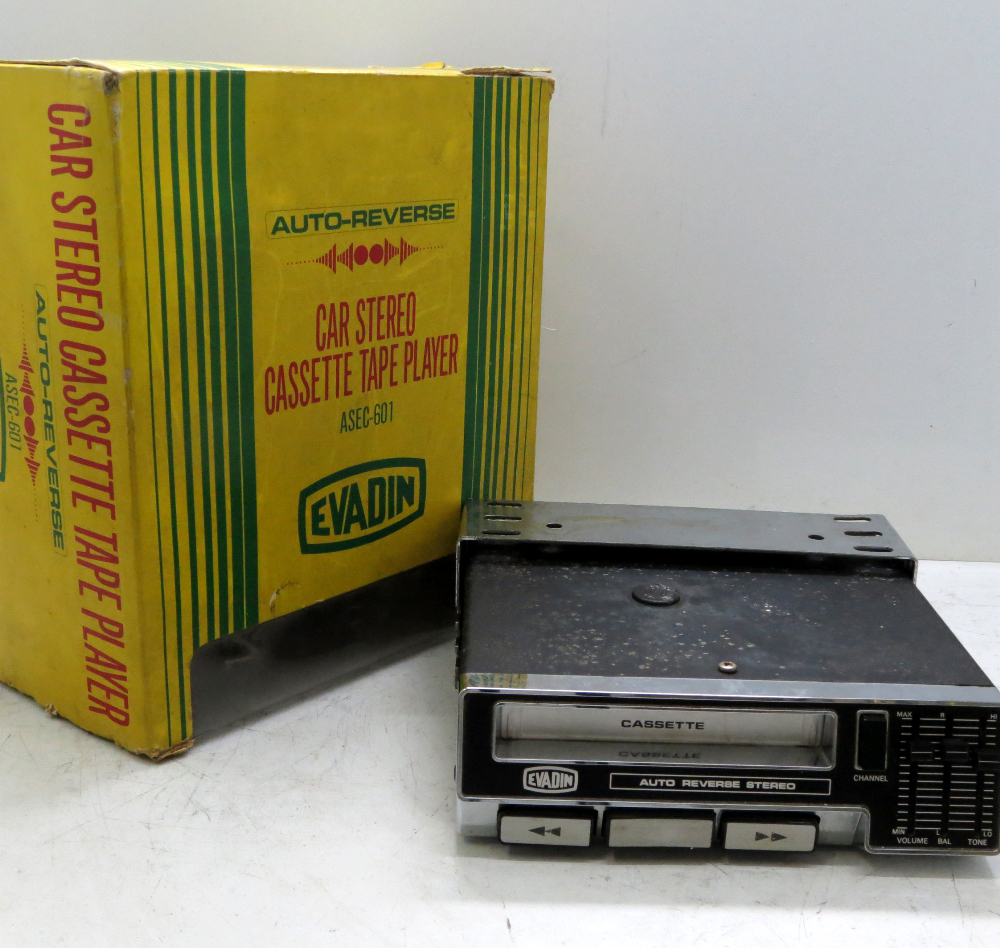 CAR STEREO CASSETTE TAPE PLAYER
AUTO-REVERSE
ASEC-601
AUTO-REVERSE
CAR STEREO
CASSETTE TAPE PLAYER
ASEC-601
EVADIN
CASSETTE
CASSETTE
EVADIN
AUTO REVERSE STEREO
CHANNEL
MAX R HI
MIN L LO
VOLUME BAL TONE